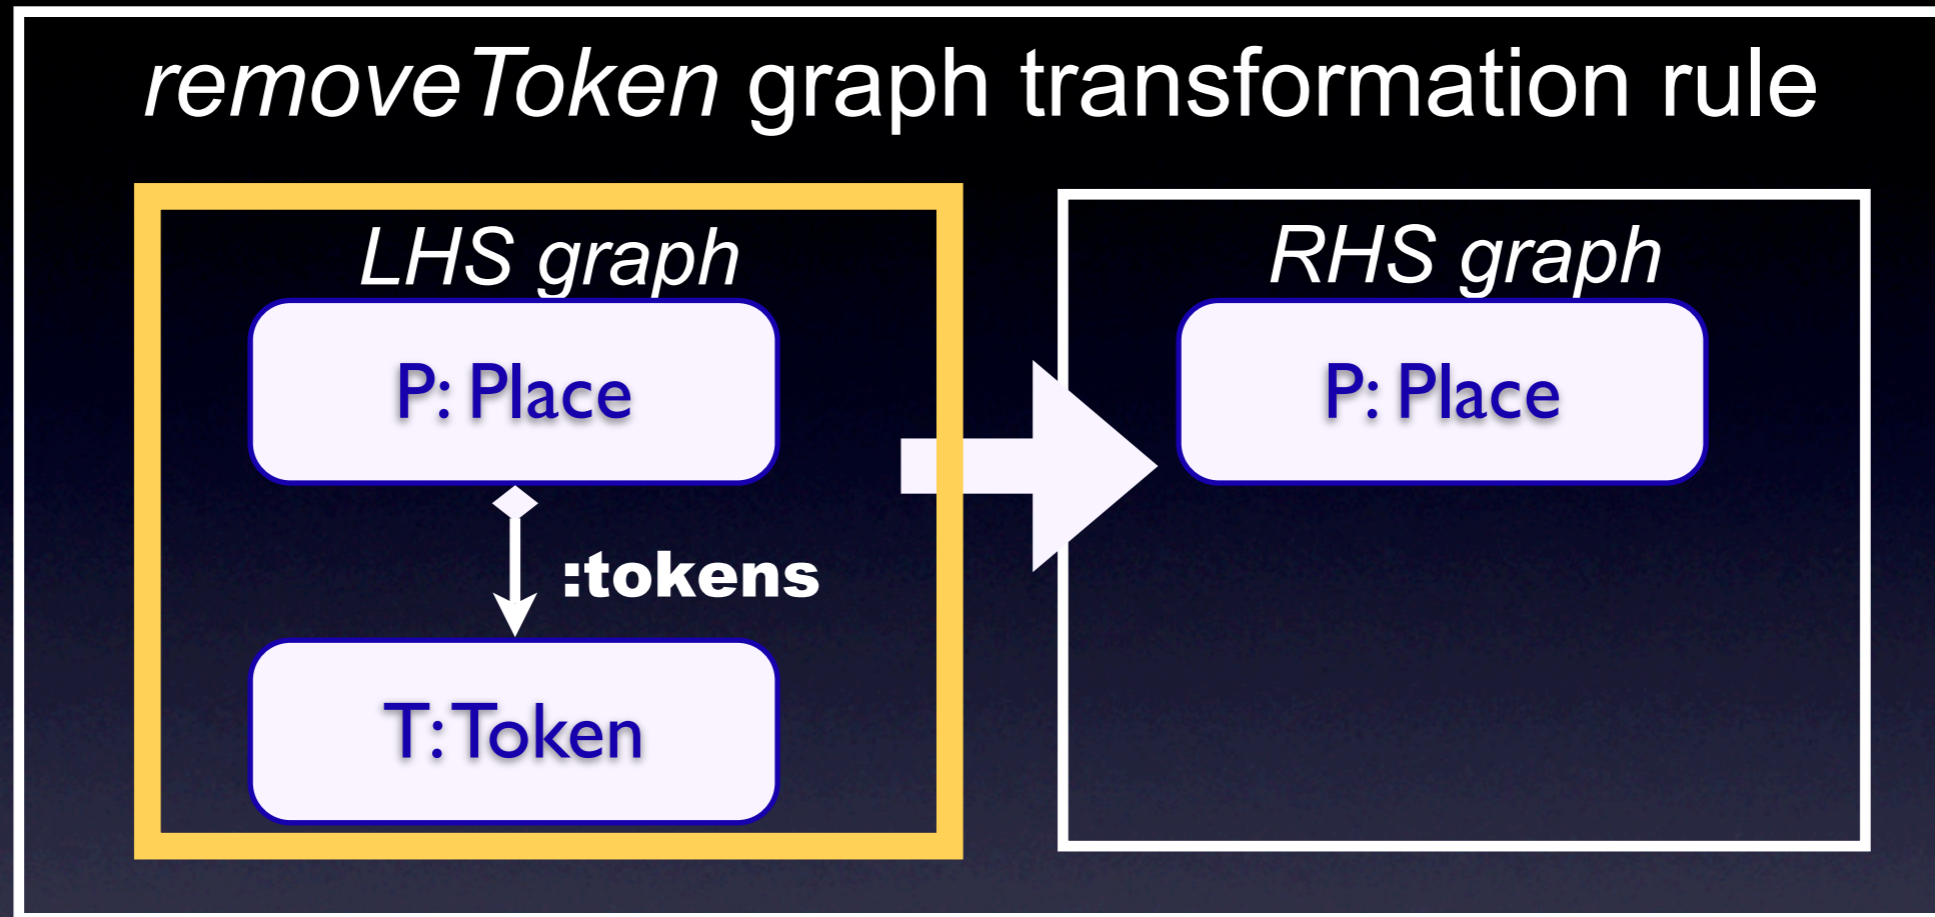 removeToken graph transformation rule
LHS graph
P: Place
:tokens
T: Token
RHS graph
P: Place